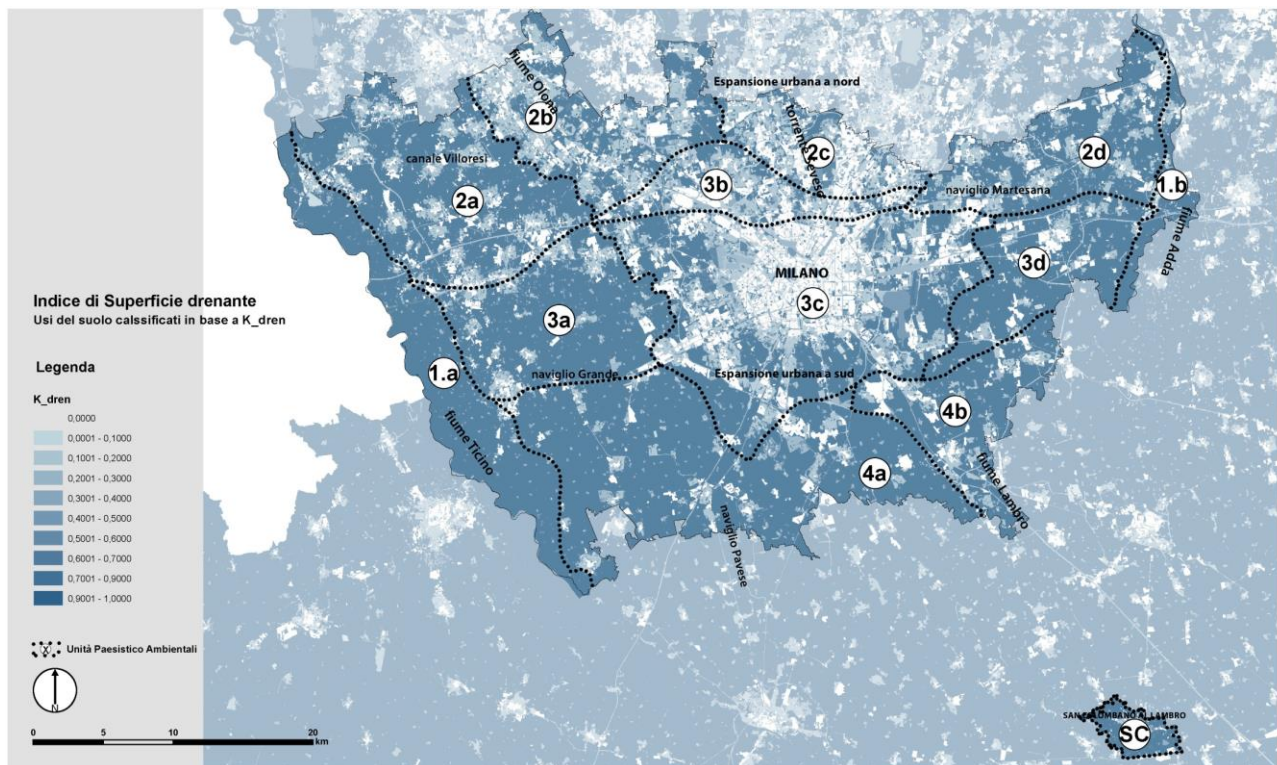 Espansione urbana a nord
fiume Olona
2b
torrente Seveso
2c
2d
canale Villoresi
3b
naviglio Martesana
1.b
2a
fiume Adda
3d
MILANO
Indice di Superficie drenante
3c
Usi del suolo calssificati in base a K_dren
3a
Legenda
1.a
naviglio Grande
Espansione urbana a sud
K_dren
0,0000
0,0001 - 0,1000
0,1001 - 0,2000
0,2001 - 0,3000
0,3001 - 0,4000
0,4001 - 0,5000
0,5001 - 0,6000
0,6001 - 0,7000
0,7001 - 0,9000
0,9001 - 1,0000
4b
fiume Ticino
4a
fiume Lambro
naviglio Pavese
Unità Paesistico Ambientali
N
0 5 10 20
km
SAN COLOMBANO AL LAMBRO
SC